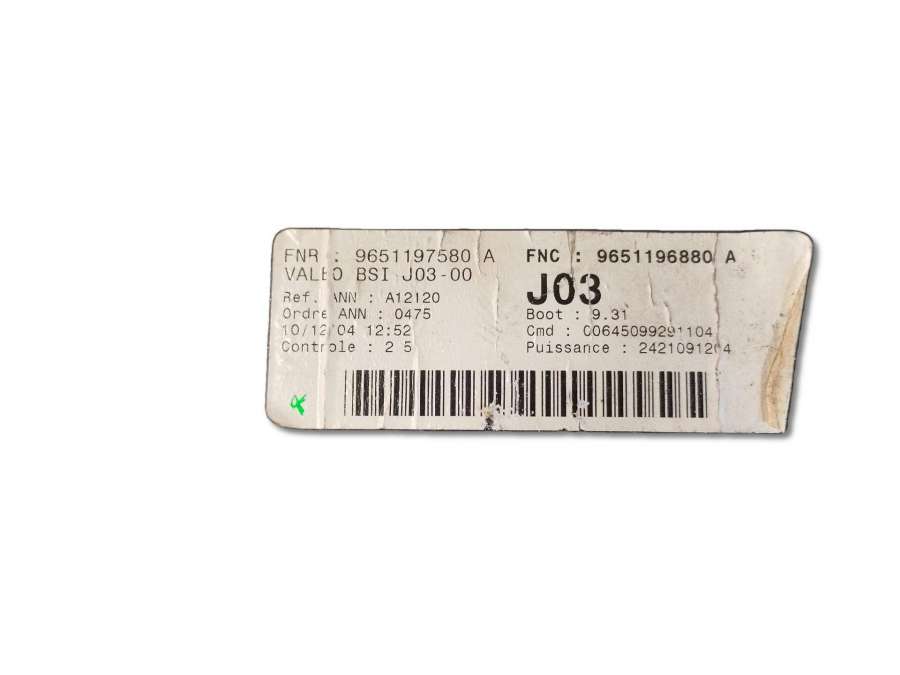 FNR : 9651197580 A
VALEO BSI J03-00
Ref. ANN : A12120
Ordre ANN : 0475
10/12/04 12:52
Controle : 2 5
FNC : 9651196880 A
J03
Boot : 9.31
Cmd : C0645099291104
Puissance : 2421091204